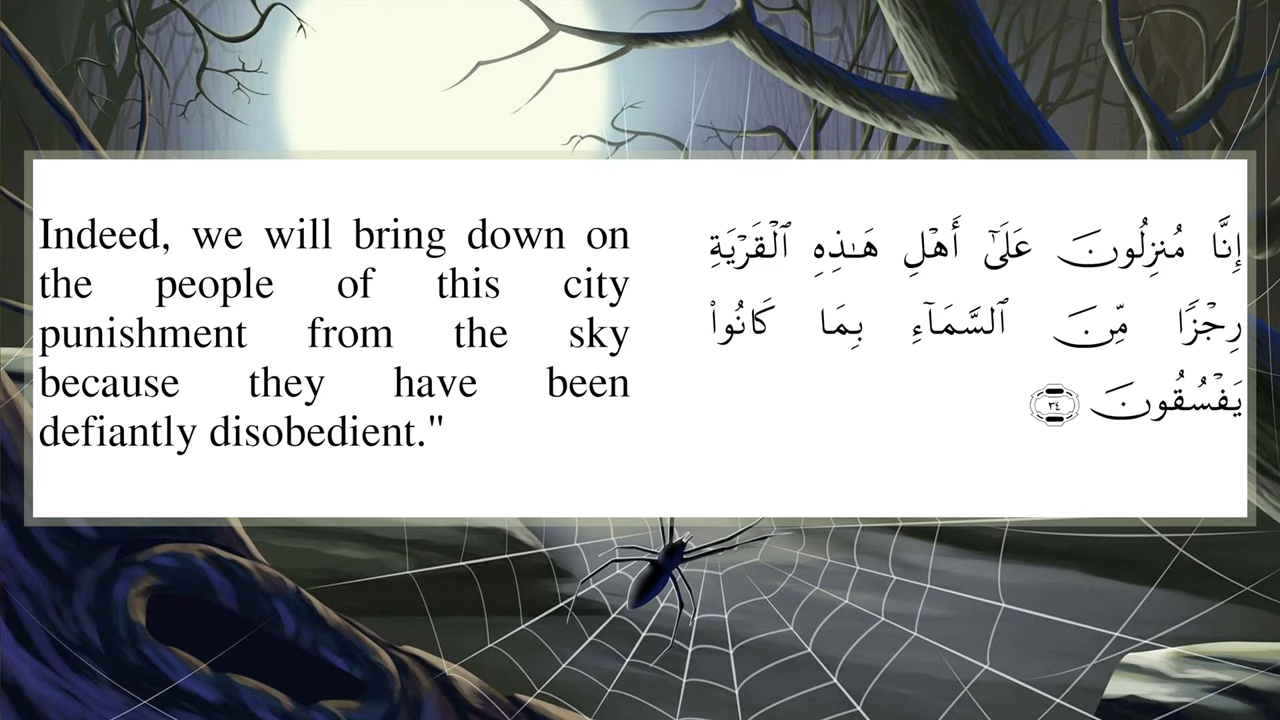 Indeed, we will bring down on
the people of this city
punishment from the sky
because they have been
defiantly disobedient."
إِنَّا مُنزِلُونَ عَلَىٰٓ أَهْلِ هَـٰذِهِ ٱلْقَرْيَةِ
رِجْزًا مِّنَ ٱلسَّمَآءِ بِمَا كَانُوا۟
يَفْسُقُونَ ٣٤